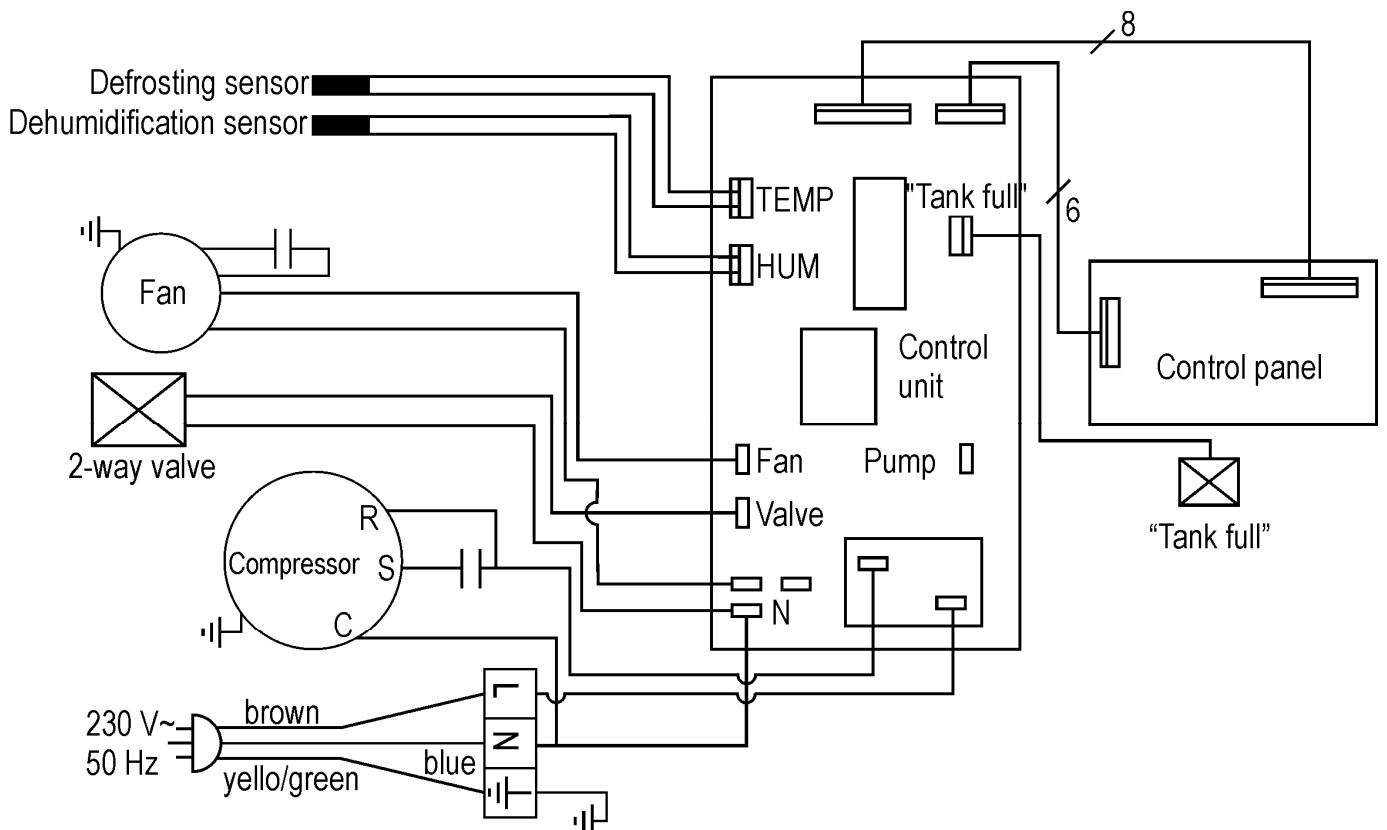 8
Defrosting sensor
Dehumidification sensor
TEMP
"Tank full"
6
HUM
Fan
Control
unit
Control panel
2-way valve
Fan
Pump
Valve
“Tank full”
R
Compressor
S
C
N
L
brown
230 V~
50 Hz
N
blue
yello/green